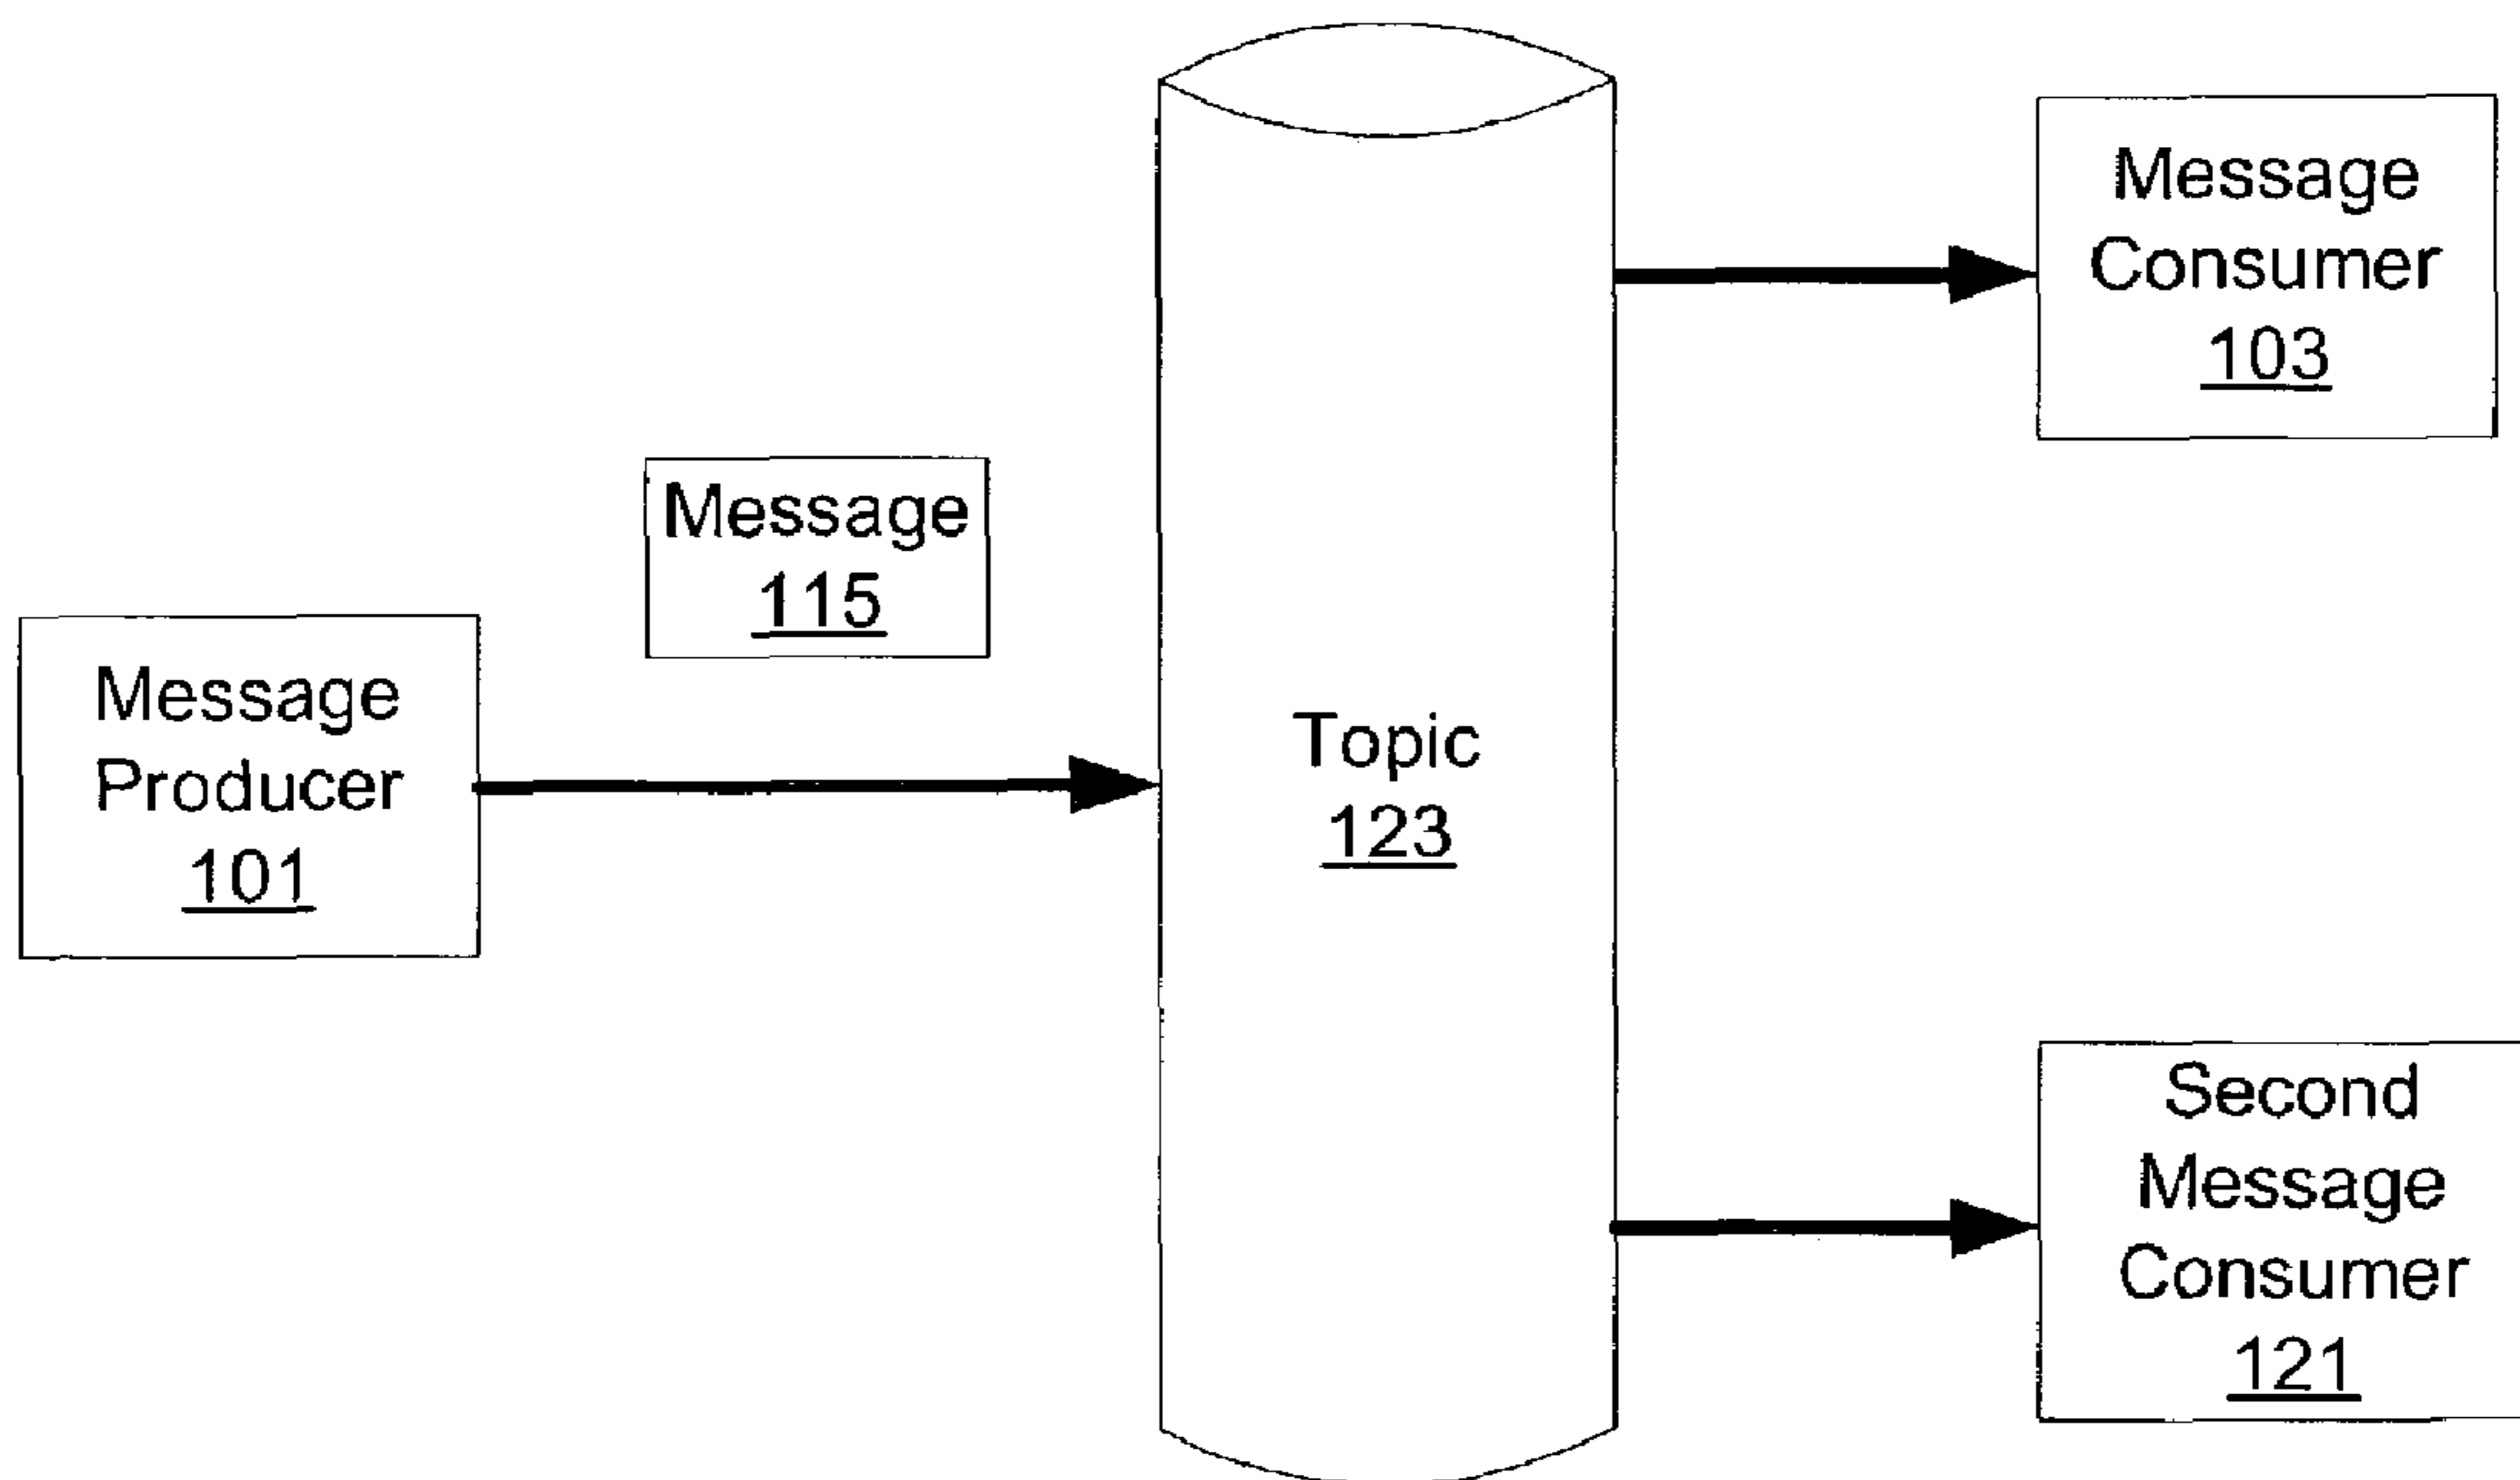 Message
Producer
101
Message
115
Topic
123
Message
Consumer
103
Second
Message
Consumer
121